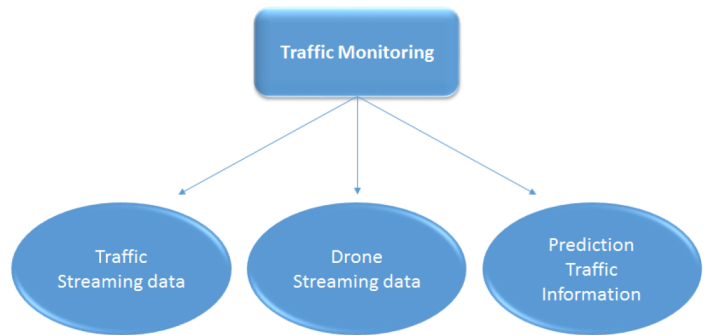 Traffic Monitoring
Traffic
Streaming data
Drone
Streaming data
Prediction
Traffic
Information